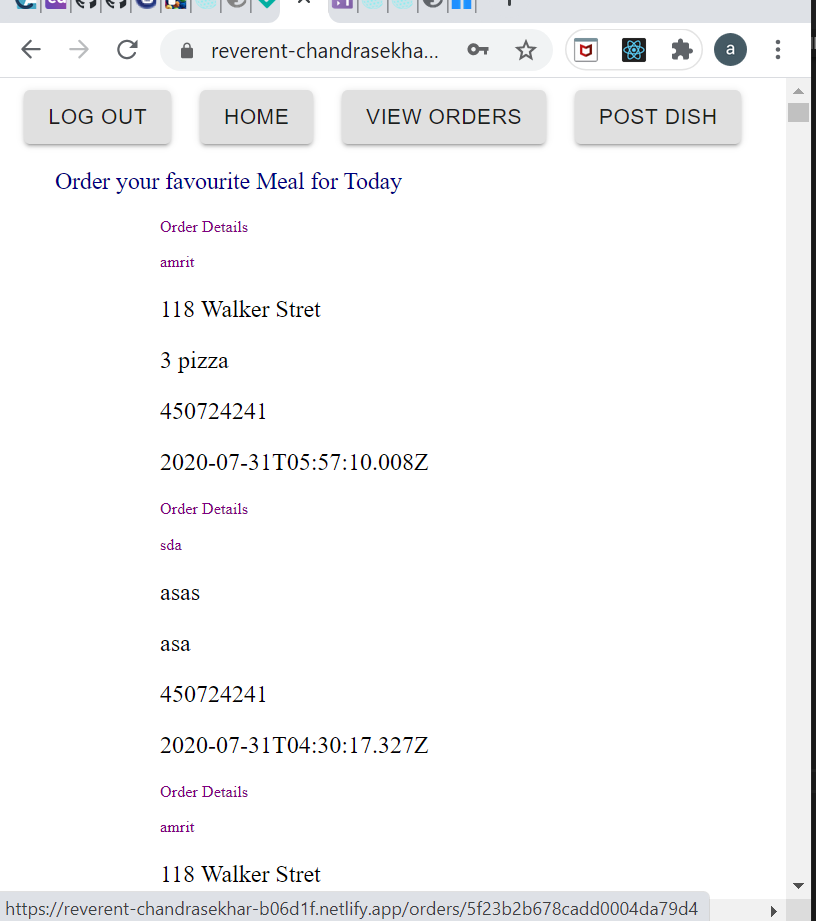 reverent-chandrasekha...
a
LOG OUT
HOME
VIEW ORDERS
POST DISH
Order your favourite Meal for Today
Order Details
amrit
118 Walker Stret
3 pizza
450724241
2020-07-31T05:57:10.008Z
Order Details
sda
asas
asa
450724241
2020-07-31T04:30:17.327Z
Order Details
amrit
118 Walker Stret
https://reverent-chandrasekhar-b06d1f.netlify.app/orders/5f23b2b678cadd0004da79d4